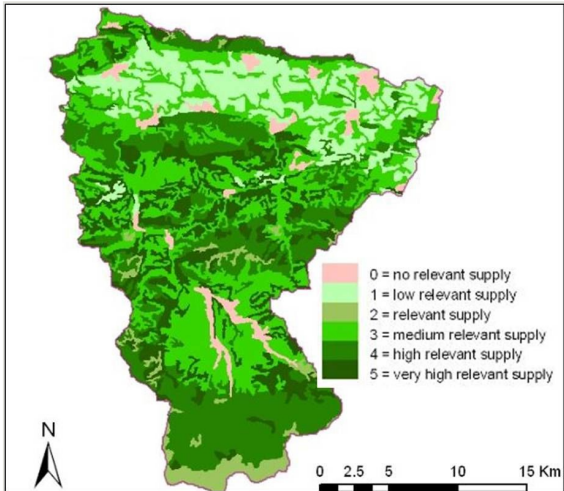 0 = no relevant supply
1 = low relevant supply
2 = relevant supply
3 = medium relevant supply
4 = high relevant supply
5 = very high relevant supply
N
0 2.5 5 10 15 Km